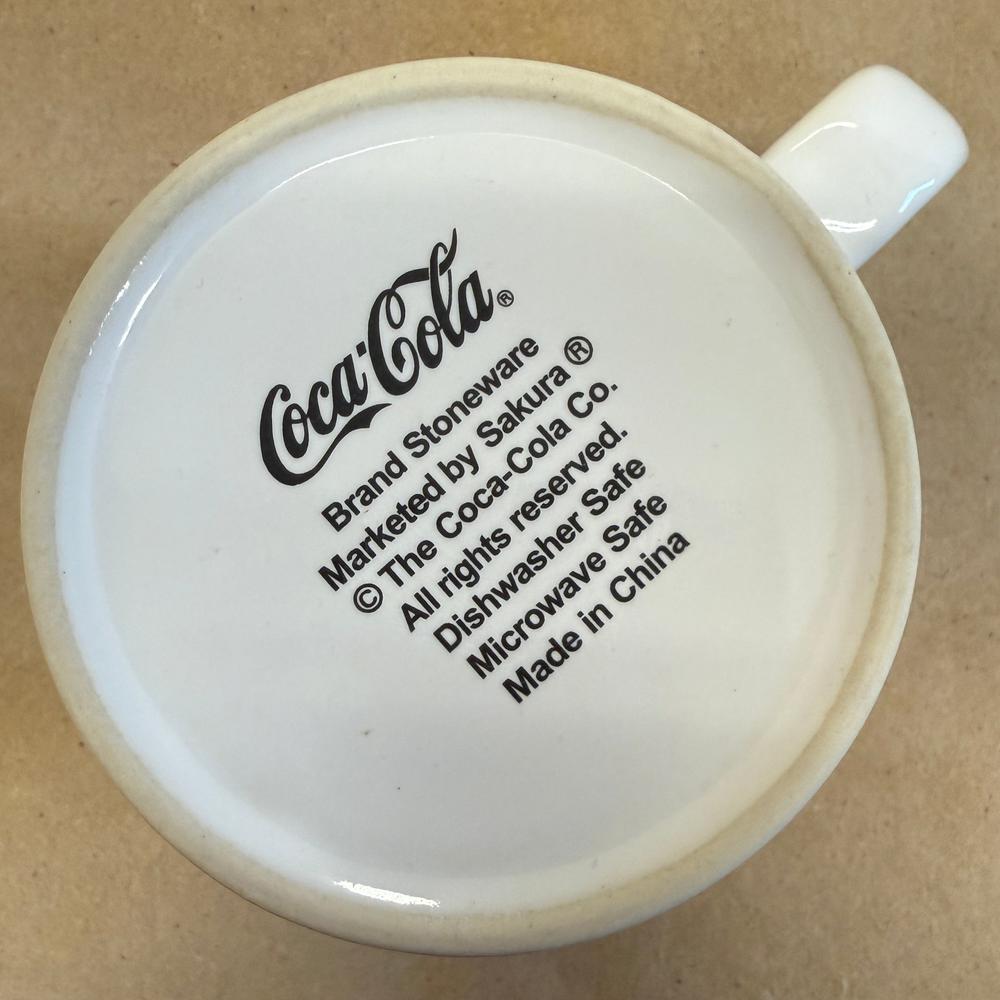 Coca-Cola®
Brand Stoneware
Marketed by Sakura ®
© The Coca-Cola Co.
All rights reserved.
Dishwasher Safe
Microwave Safe
Made in China